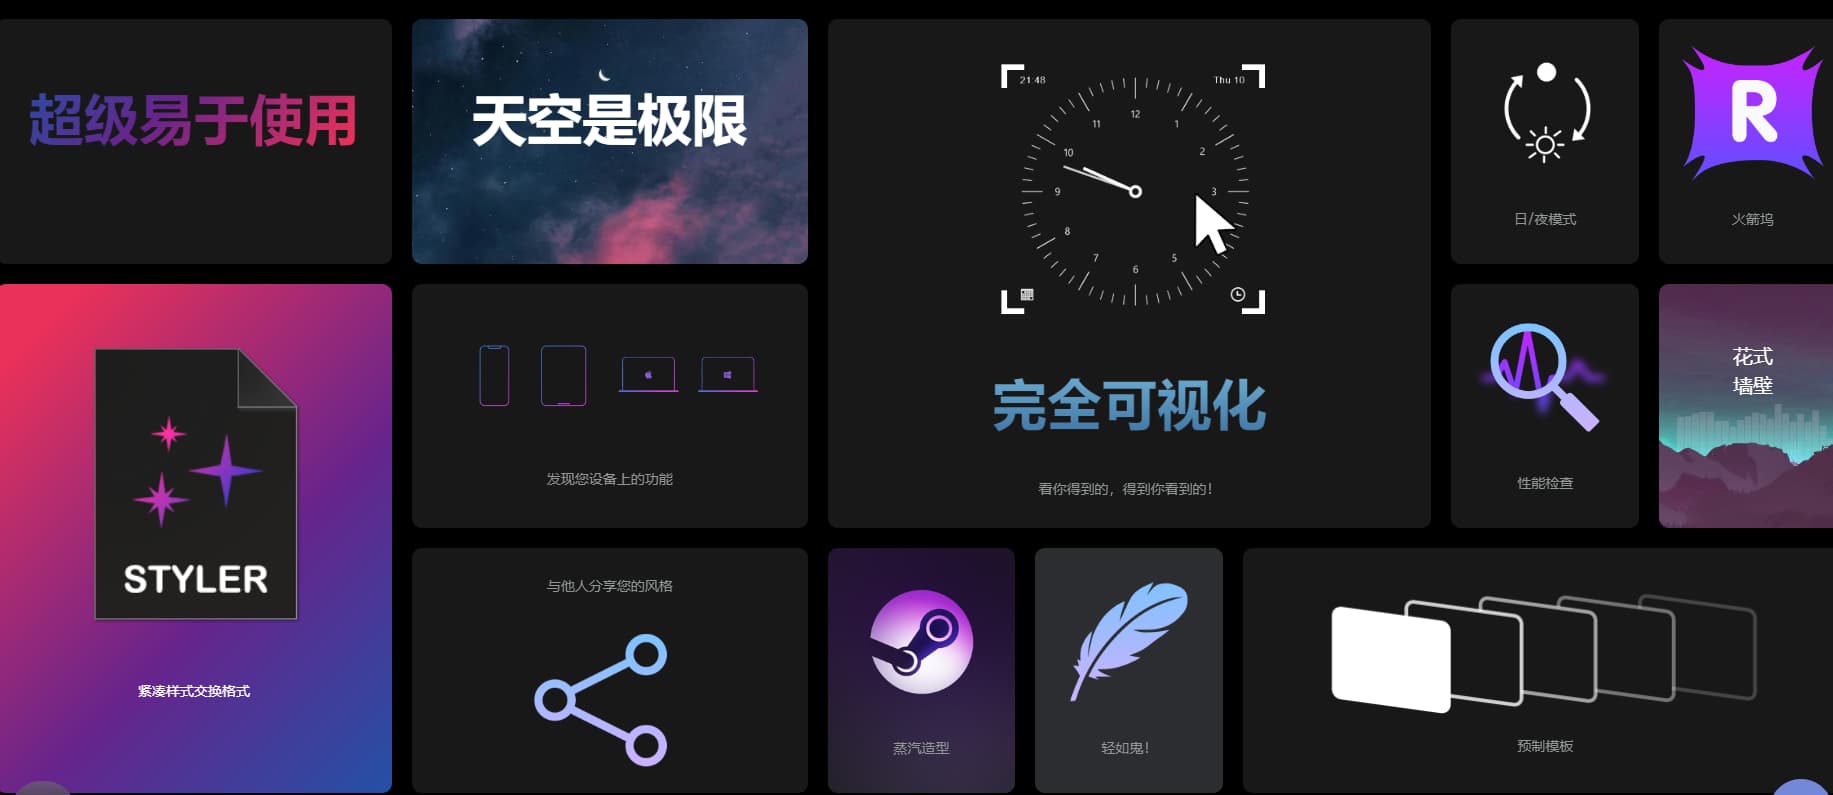 超级易于使用
天空是极限
21:48
Thu 10
12
11
1
10
2
9
3
8
7
5
6
完全可视化
看你得到的，得到你看到的！
日/夜模式
R
火箭坞
STYLER
紧凑样式交换格式
发现您设备上的功能
性能检查
花式
墙壁
与他人分享您的风格
蒸汽造型
轻如鬼！
预制模板